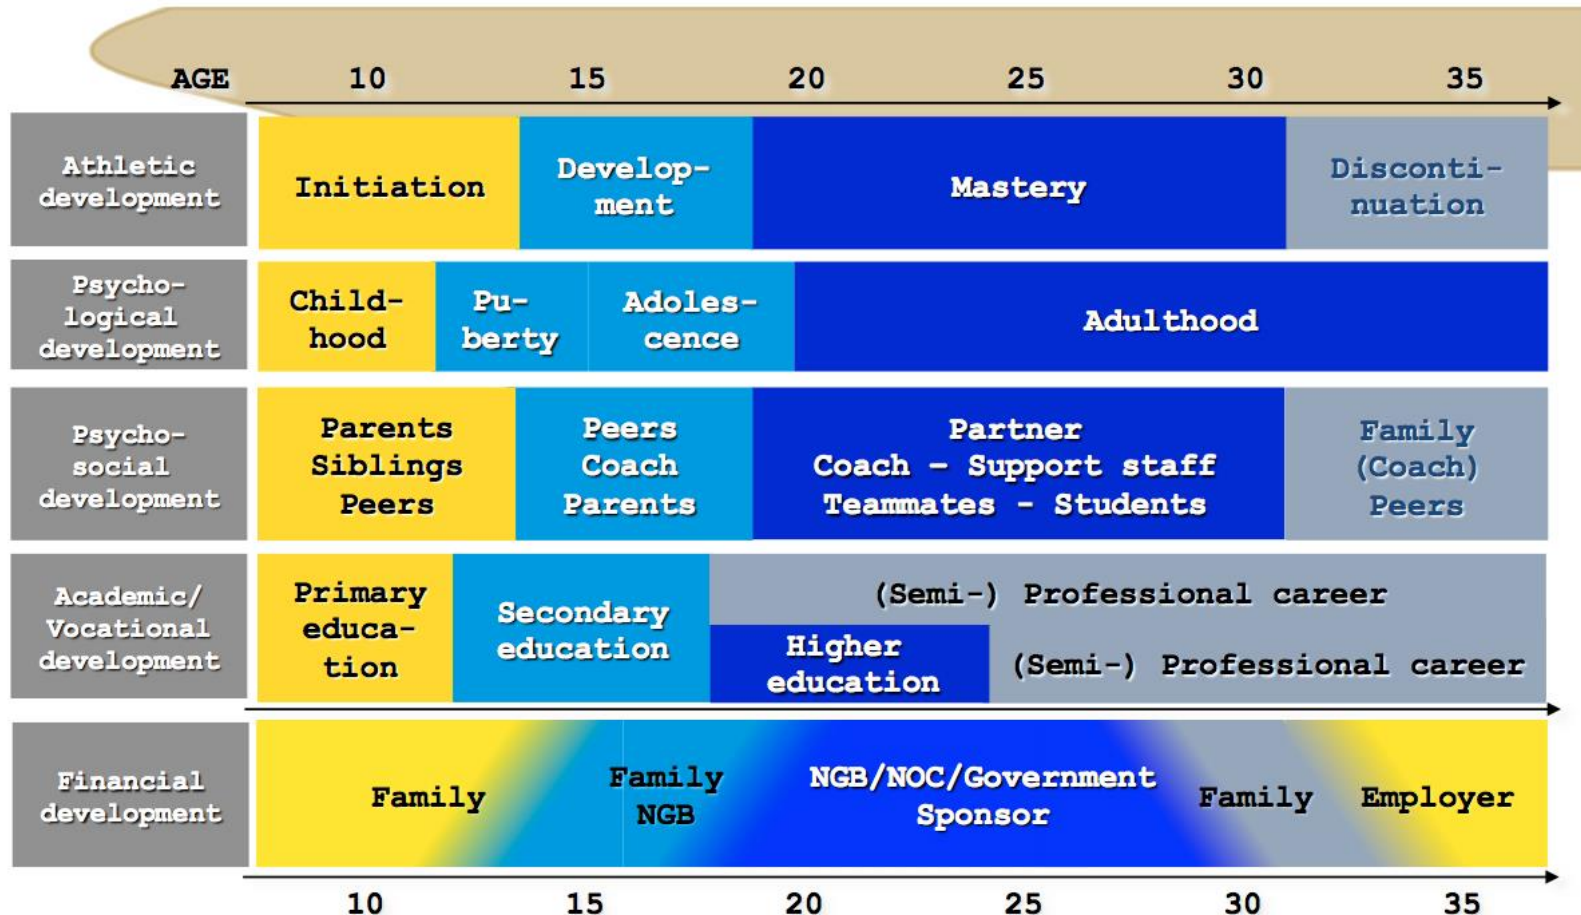 AGE 10 15 20 25 30 35
Athletic
development
Initiation
Develop-
ment
Mastery
Disconti-
nuation
Psycho-
logical
development
Child-
hood
Pu-
berty
Adoles-
cence
Adulthood
Psycho-
social
development
Parents
Siblings
Peers
Peers
Coach
Parents
Partner
Coach – Support staff
Teammates - Students
Family
(Coach)
Peers
Academic/
Vocational
development
Primary
educa-
tion
Secondary
education
(Semi-) Professional career
Higher
education
(Semi-) Professional career
Financial
development
Family
Family
NGB
NGB/NOC/Government
Sponsor
Family
Employer
10 15 20 25 30 35